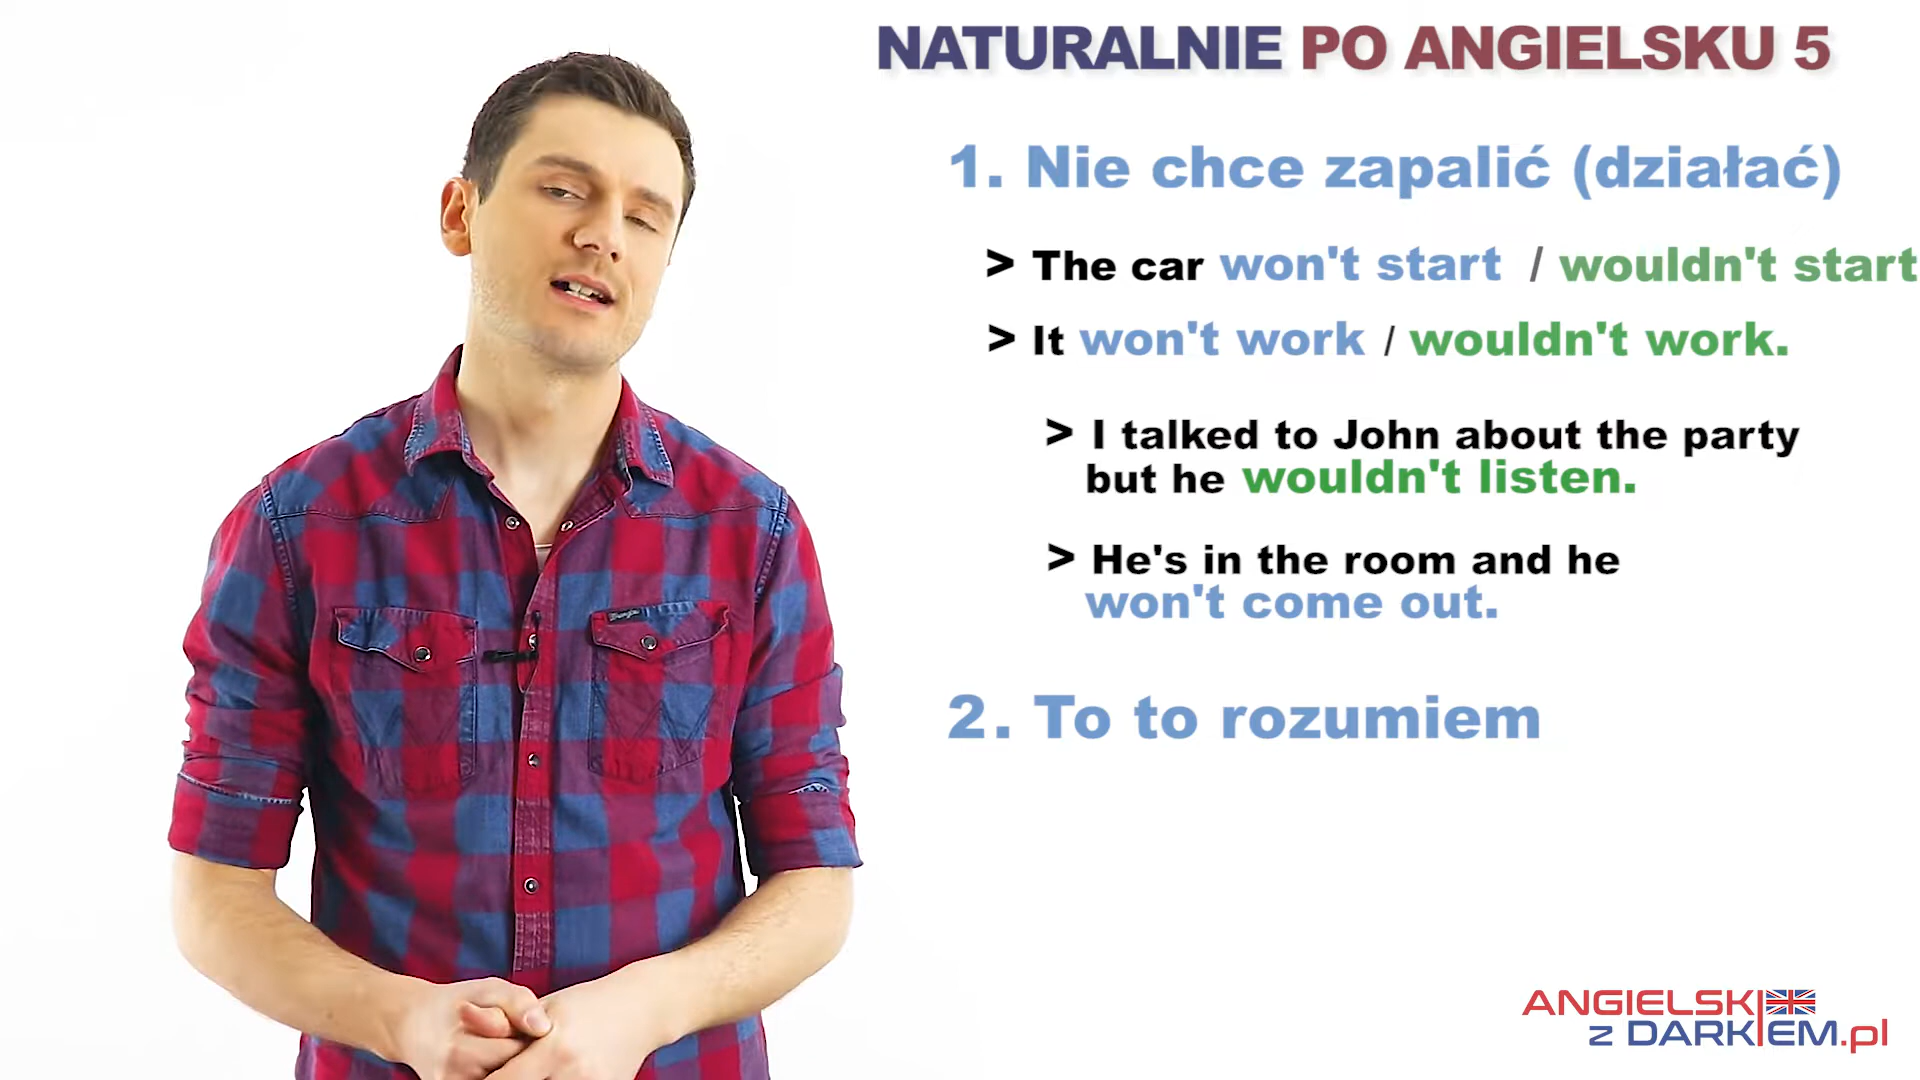 NATURALNIE PO ANGIELSKU 5
1. Nie chce zapalić (działać)
> The car won't start / wouldn't start
> It won't work / wouldn't work.
> I talked to John about the party
but he wouldn't listen.
> He's in the room and he
won't come out.
2. To to rozumiem
ANGIELSKI
z DARKIEM.pl